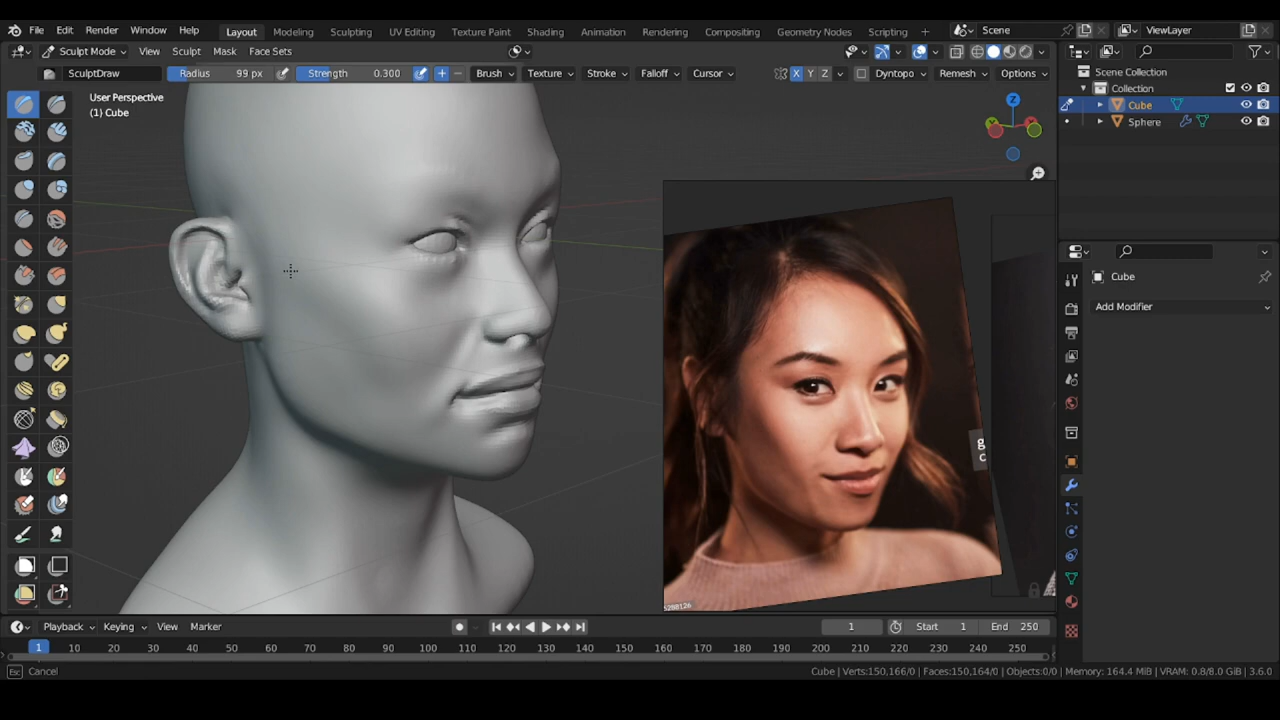 File Edit Render Window Help Layout Modeling Sculpting UV Editing Texture Paint Shading Animation Rendering Compositing Geometry Nodes Scripting Scene ViewLayer
Sculpt Mode View Sculpt Mask Face Sets
SculptDraw Radius 99 px Strength 0.300 Brush Texture Stroke Falloff Cursor X Y Z Dyntopo Remesh Options
Scene Collection
Collection
Cube
Sphere
User Perspective
(1) Cube
Z
Cube
Add Modifier
g
c
5288126
Playback Keying View Marker 1 Start 1 End 250
1 10 20 30 40 50 60 70 80 90 100 110 120 130 140 150 160 170 180 190 200 210 220 230 240 250
Esc Cancel Cube | Verts:150,166/0 | Faces:150,164/0 | Objects:0/0 | Memory: 164.4 MiB | VRAM: 0.8/8.0 GiB | 3.6.0